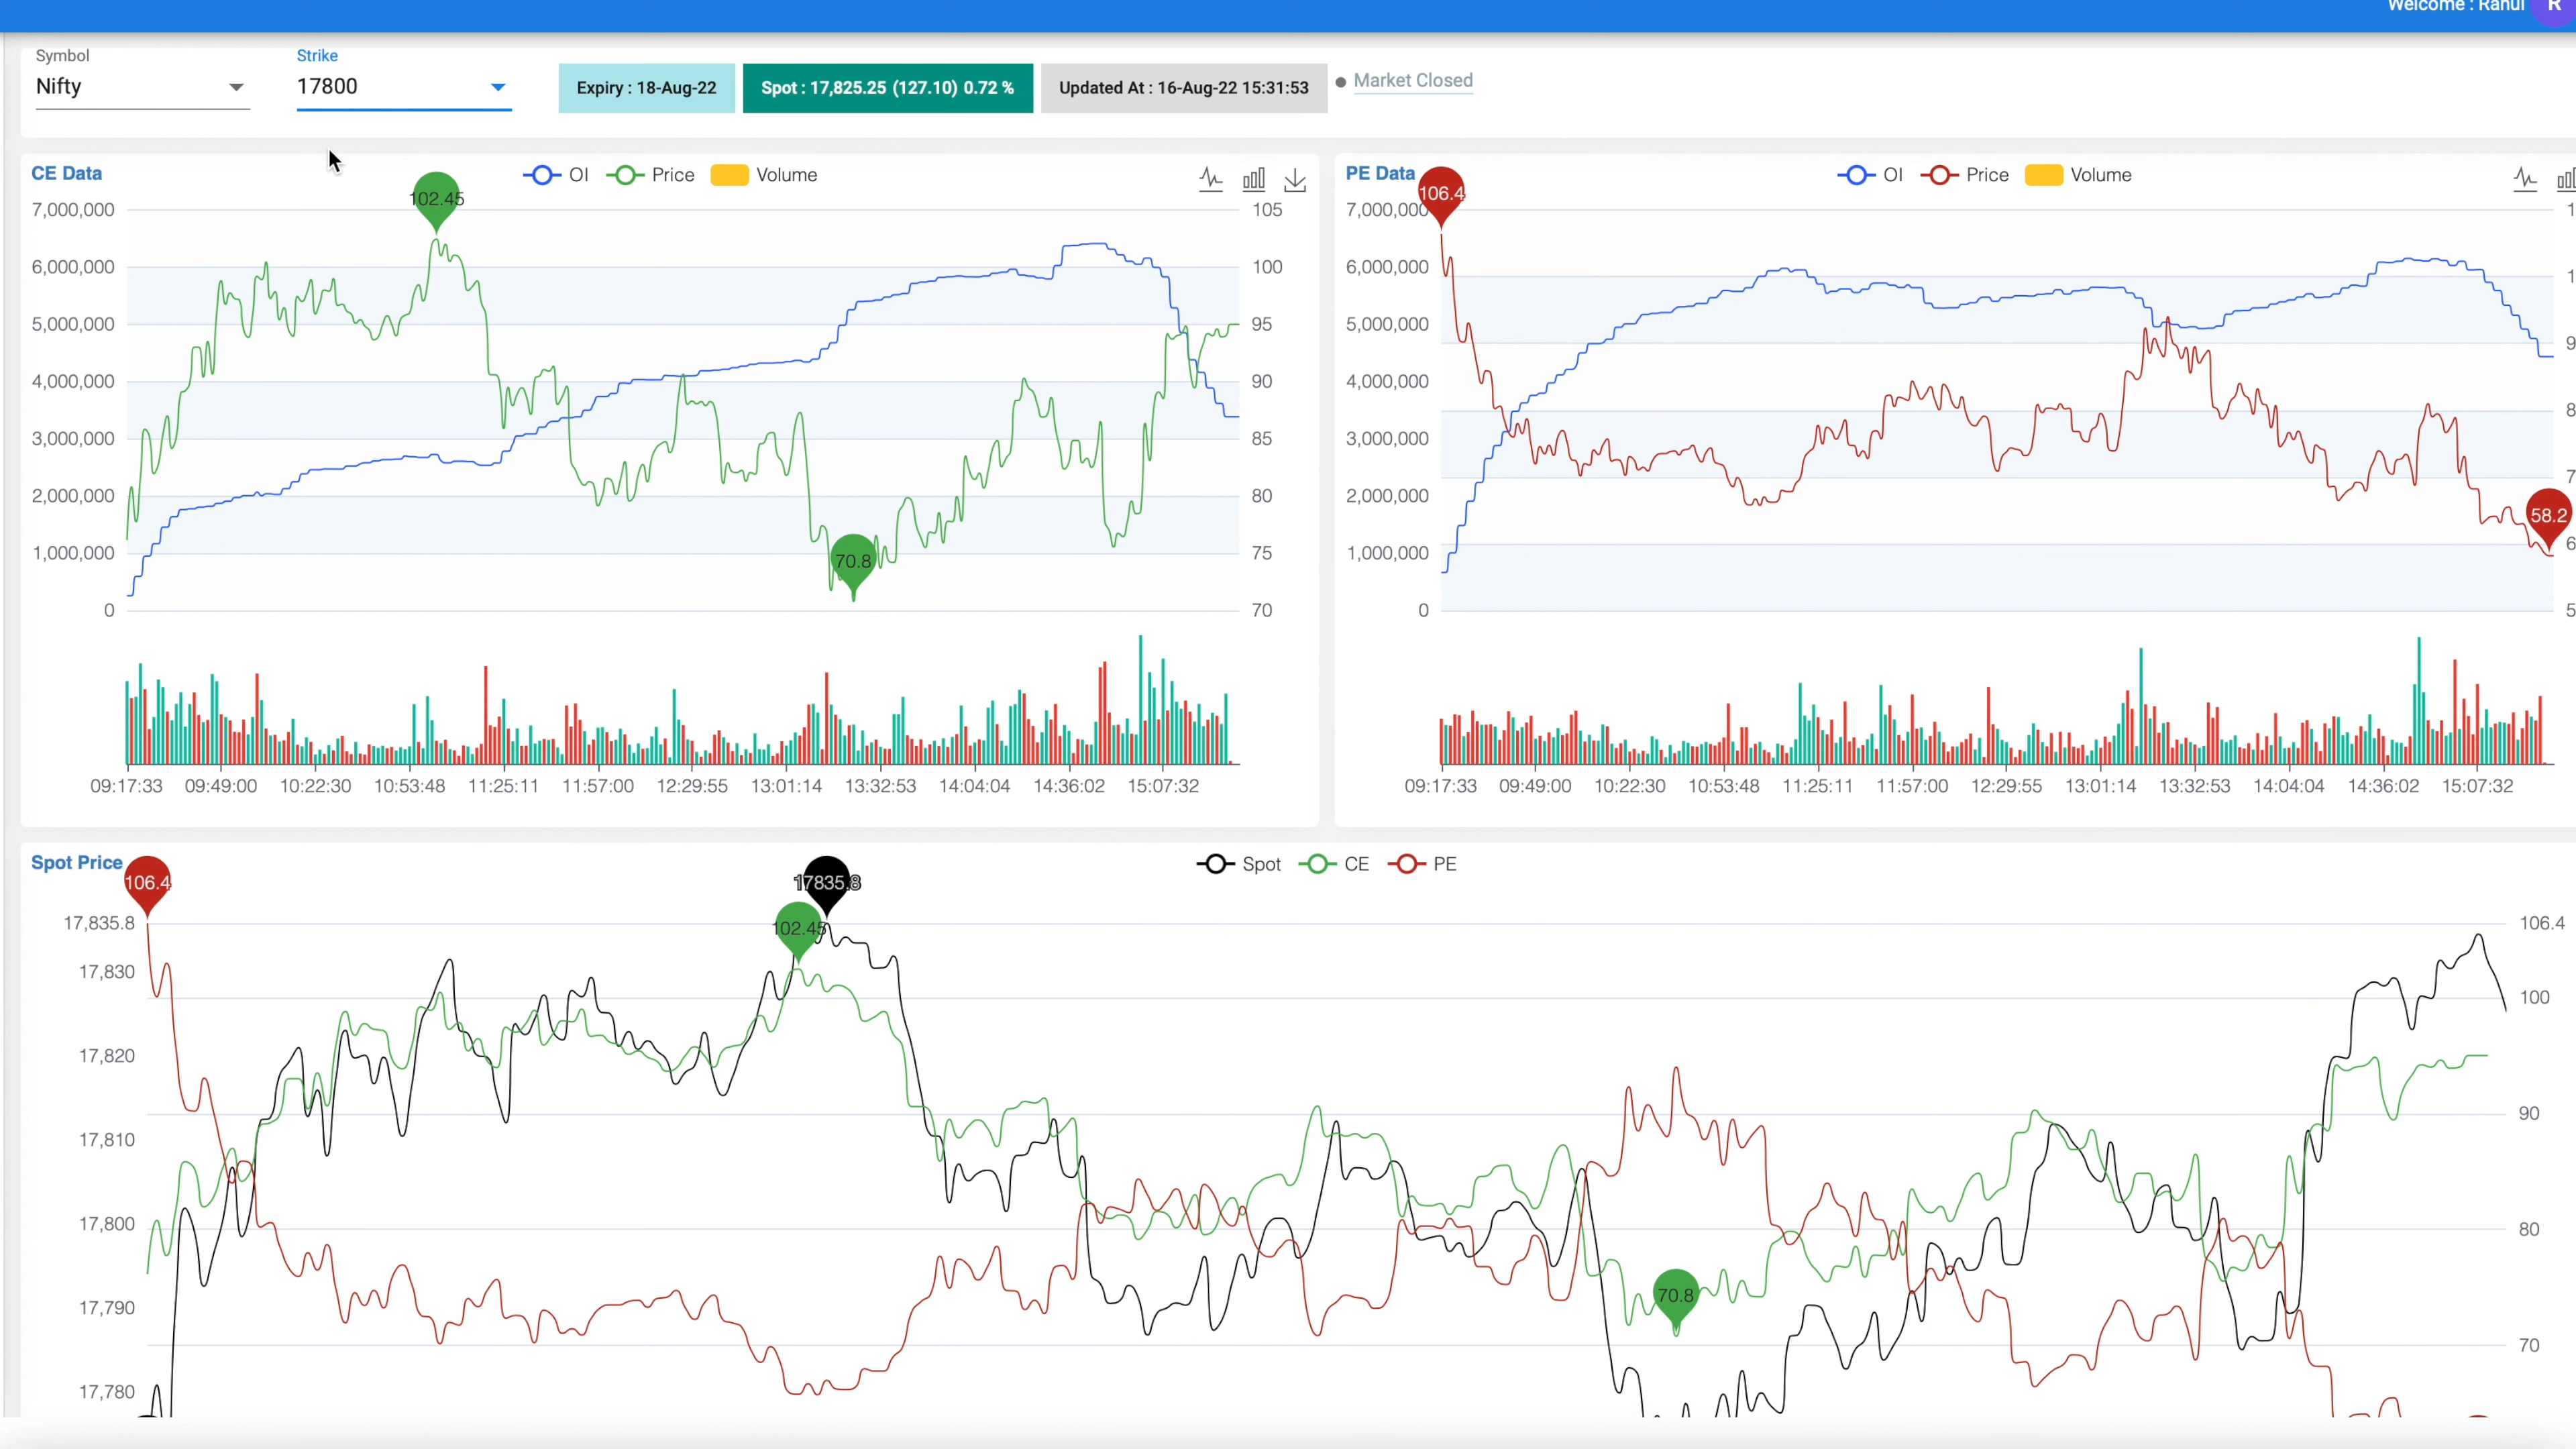 Welcome : Rahul R
Symbol
Strike
Nifty
17800
Expiry : 18-Aug-22
Spot : 17,825.25 (127.10) 0.72 %
Updated At : 16-Aug-22 15:31:53
Market Closed
CE Data
OI Price Volume
102.45
7,000,000
6,000,000
5,000,000
4,000,000
3,000,000
2,000,000
1,000,000
0
105
100
95
90
85
80
75
70
70.8
09:17:33 09:49:00 10:22:30 10:53:48 11:25:11 11:57:00 12:29:55 13:01:14 13:32:53 14:04:04 14:36:02 15:07:32
PE Data
106.4
OI Price Volume
7,000,000
6,000,000
5,000,000
4,000,000
3,000,000
2,000,000
1,000,000
0
58.2
09:17:33 09:49:00 10:22:30 10:53:48 11:25:11 11:57:00 12:29:55 13:01:14 13:32:53 14:04:04 14:36:02 15:07:32
Spot Price
106.4
17835.8
102.45
Spot CE PE
17,835.8
17,830
17,820
17,810
17,800
17,790
17,780
106.4
100
90
80
70
70.8